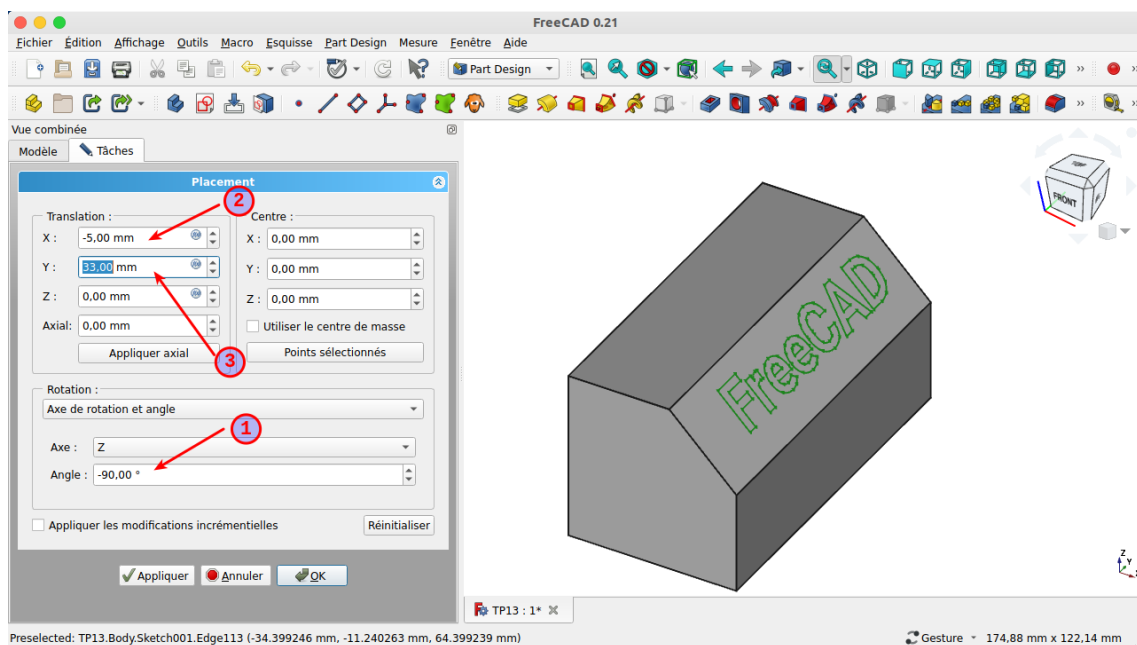 FreeCAD 0.21
Fichier Édition Affichage Outils Macro Esquisse Part Design Mesure Fenêtre Aide
Part Design
»
»
»
»
Vue combinée
Modèle Tâches
Placement
2
Translation :
X : -5,00 mm
Y : 33,00 mm
Z : 0,00 mm
Axial: 0,00 mm
Appliquer axial
3
Centre :
X : 0,00 mm
Y : 0,00 mm
Z : 0,00 mm
Utiliser le centre de masse
Points sélectionnés
Rotation :
Axe de rotation et angle
1
Axe : Z
Angle : -90,00 °
Appliquer les modifications incrémentielles Réinitialiser
Appliquer Annuler OK
TOP
FRONT
FreeCAD
Z
Y
TP13 : 1*
Preselected: TP13.Body.Sketch001.Edge113 (-34.399246 mm, -11.240263 mm, 64.399239 mm) Gesture 174,88 mm x 122,14 mm